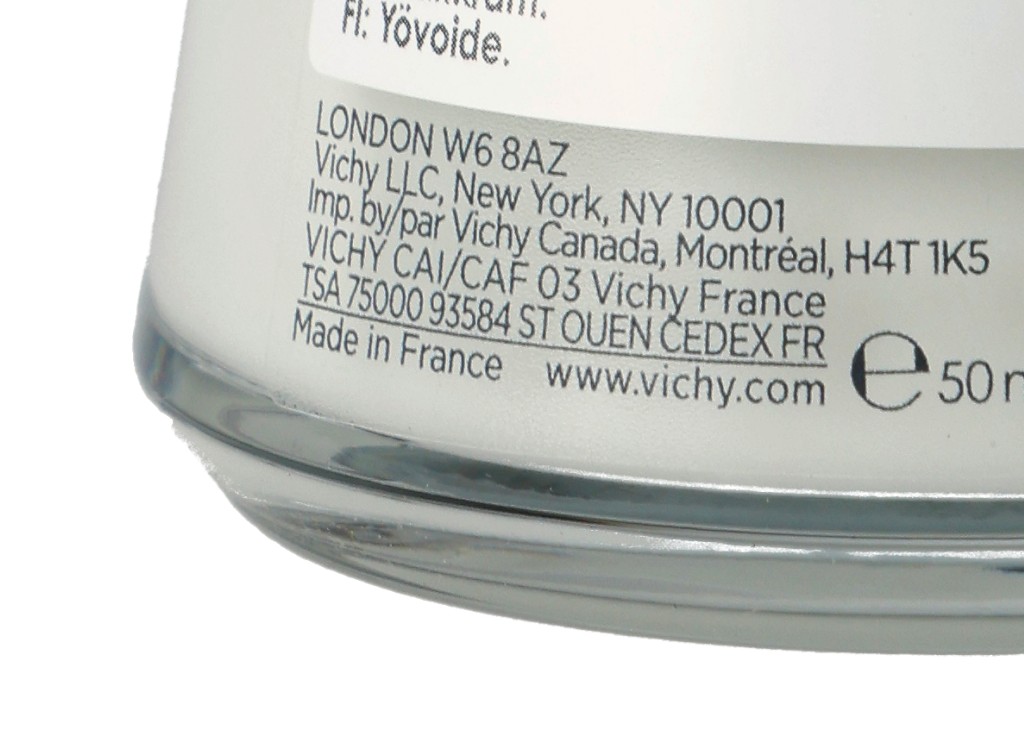 FI: Yövoide.
LONDON W6 8AZ
Vichy LLC, New York, NY 10001
Imp. by/par Vichy Canada, Montréal, H4T 1K5
VICHY CAI/CAF 03 Vichy France
TSA 75000 93584 ST OUEN CEDEX FR
Made in France www.vichy.com ℮ 50